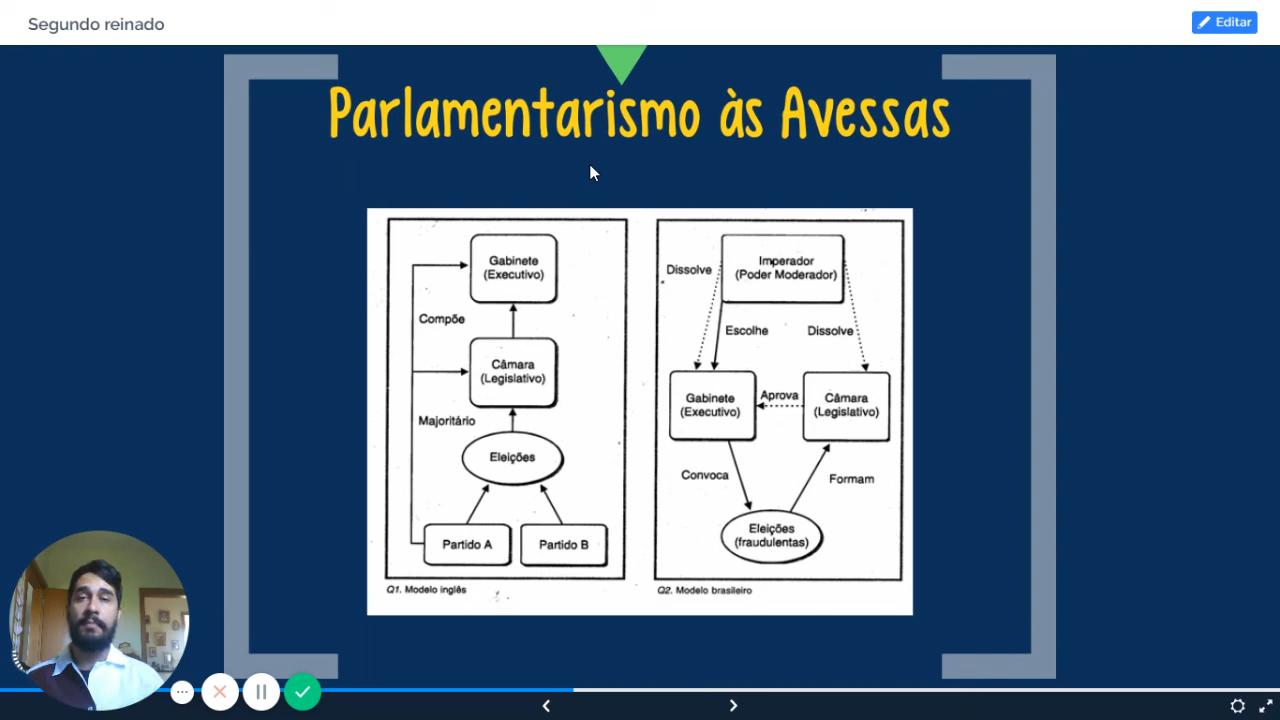 Segundo reinado
Editar
Parlamentarismo às Avessas
Gabinete
(Executivo)
Compõe
Câmara
(Legislativo)
Majoritário
Eleições
Partido A
Partido B
Q1. Modelo inglês
Imperador
(Poder Moderador)
Dissolve
Escolhe
Dissolve
Gabinete
(Executivo)
Aprova
Câmara
(Legislativo)
Convoca
Formam
Eleições
(fraudulentas)
Q2. Modelo brasileiro